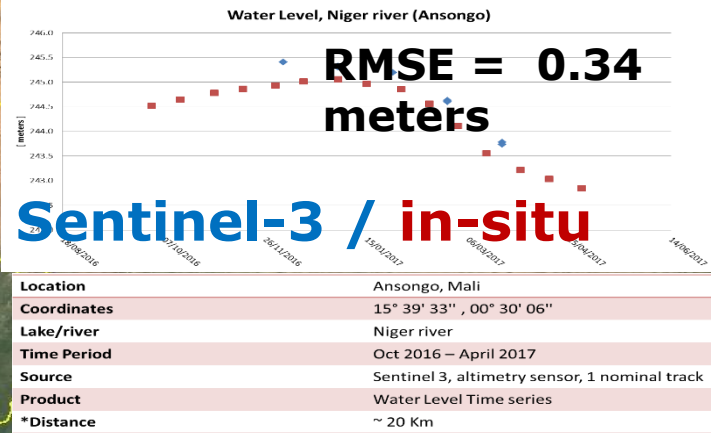 Water Level, Niger river (Ansongo)
246.0
245.5
245.0
244.5
244.0
243.5
243.0
[ meters ]
RMSE = 0.34
meters
Sentinel-3 / in-situ
18/08/2016
07/10/2016
26/11/2016
15/01/2017
06/03/2017
14/06/2017
Location Ansongo, Mali
Coordinates 15° 39' 33'' , 00° 30' 06''
Lake/river Niger river
Time Period Oct 2016 – April 2017
Source Sentinel 3, altimetry sensor, 1 nominal track
Product Water Level Time series
*Distance ~ 20 Km